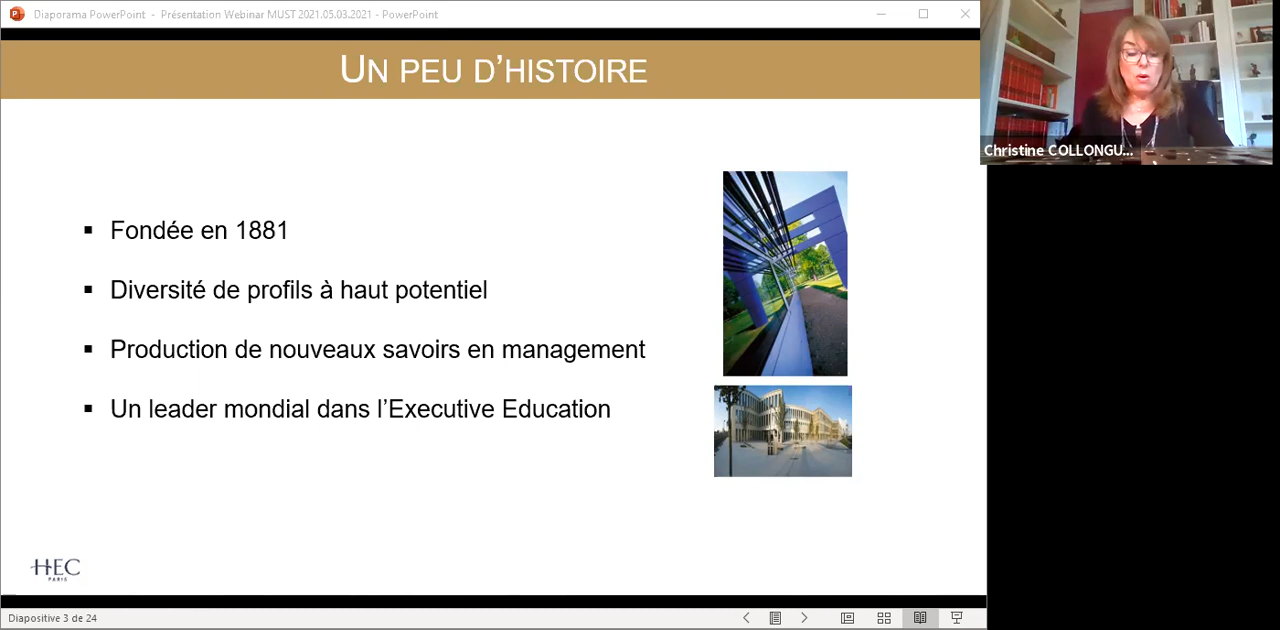 Diaporama PowerPoint - Présentation Webinar MUST 2021.05.03.2021 - PowerPoint
UN PEU D’HISTOIRE
Christine COLLONGU...
▪ Fondée en 1881
▪ Diversité de profils à haut potentiel
▪ Production de nouveaux savoirs en management
▪ Un leader mondial dans l’Executive Education
HEC
PARIS
Diapositive 3 de 24